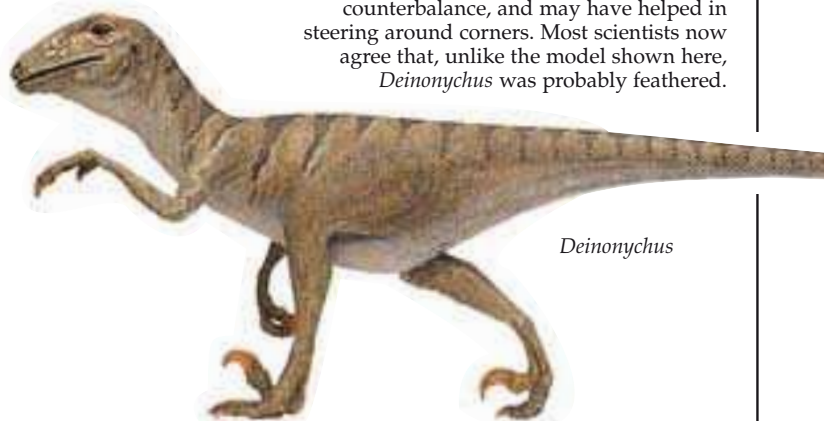 counterbalance, and may have helped in
steering around corners. Most scientists now
agree that, unlike the model shown here,
Deinonychus was probably feathered.
Deinonychus